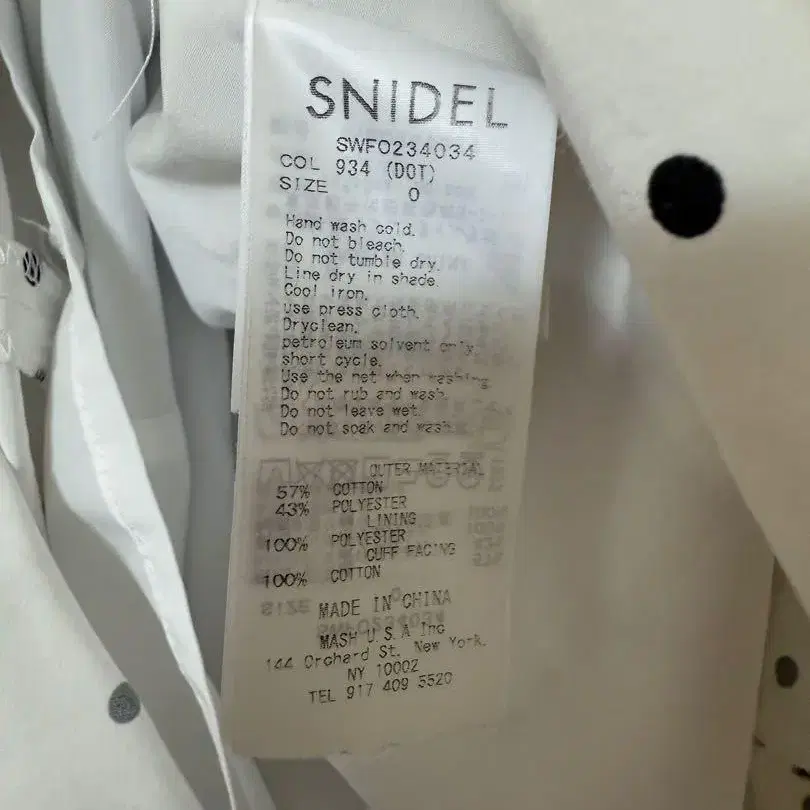 SNIDEL
SWFO234034
COL 934 (DOT)
SIZE 0
Hand wash cold.
Do not bleach.
Do not tumble dry.
Line dry in shade.
Cool iron,
use press cloth.
Dryclean,
petroleum solvent only,
short cycle.
Use the net when washing.
Do not rub and wash.
Do not leave wet.
Do not soak and wash.
OUTER MATERIAL
57% COTTON
43% POLYESTER
LINING
100% POLYESTER
CUFF FACING
100% COTTON
MADE IN CHINA
MASH U.S.A Inc
144 Orchard St. New York.
NY 10002
TEL 917 409 5520